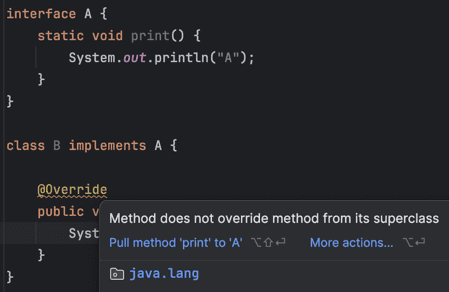 interface A {
static void print() {
System.out.println("A");
}
}
class B implements A {
@Override
public v
Syst
}
}
Method does not override method from its superclass
Pull method 'print' to 'A' ⌥⇧⏎ More actions... ⌥⏎
java.lang